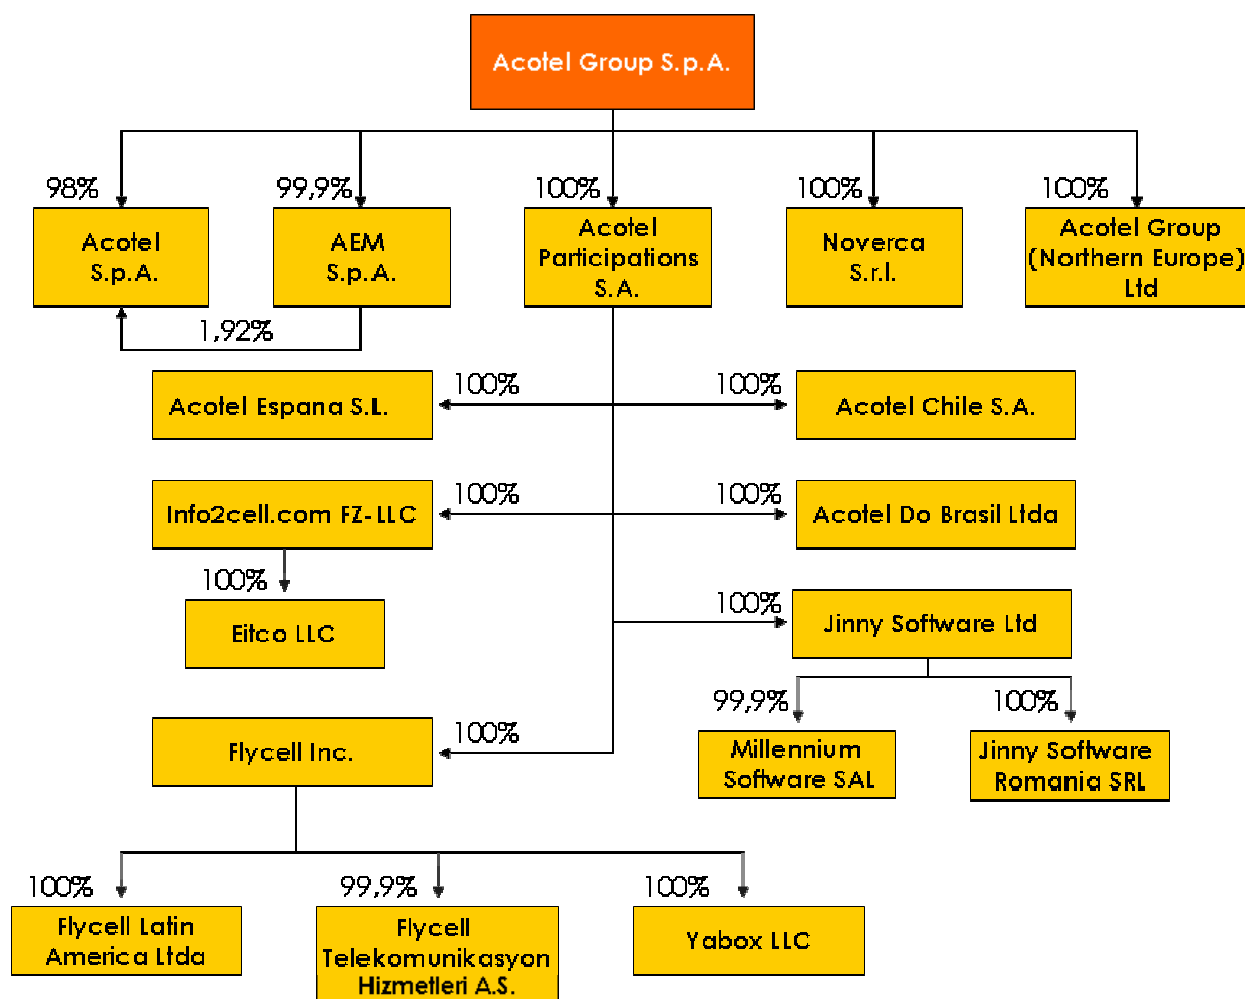 Acotel Group S.p.A.
98%
99,9%
100%
100%
100%
Acotel
S.p.A.
AEM
S.p.A.
Acotel
Participations
S.A.
Noverca
S.r.l.
Acotel Group
(Northern Europe)
Ltd
1,92%
100%
100%
Acotel Espana S.L.
Acotel Chile S.A.
100%
100%
Info2cell.com FZ-LLC
Acotel Do Brasil Ltda
100%
100%
Eitco LLC
Jinny Software Ltd
99,9%
100%
100%
Flycell Inc.
Millennium
Software SAL
Jinny Software
Romania SRL
100%
99,9%
100%
Flycell Latin
America Ltda
Flycell
Telekomunikasyon
Hizmetleri A.S.
Yabox LLC